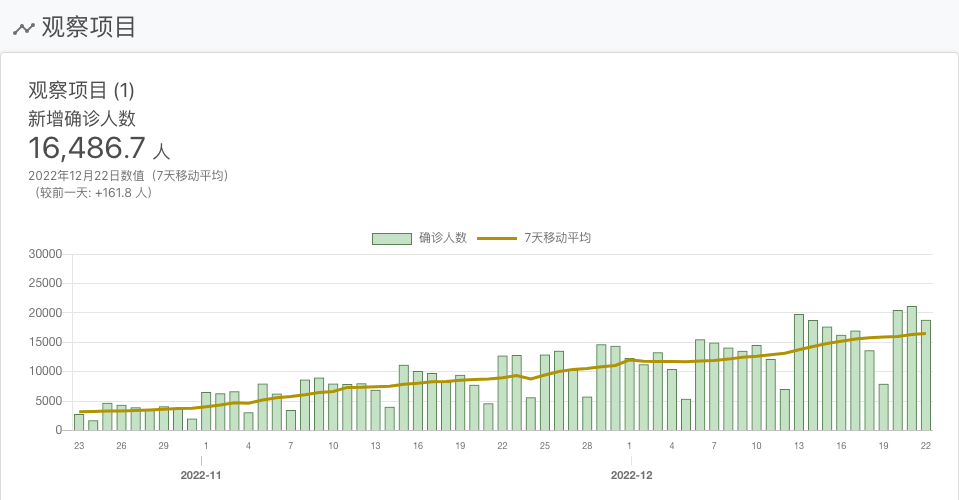 观察项目
观察项目 (1)
新增确诊人数
16,486.7 人
2022年12月22日数值（7天移动平均）
（较前一天: +161.8 人）
确诊人数 7天移动平均
30000
25000
20000
15000
10000
5000
0
23 26 29 1 4 7 10 13 16 19 22 25 28 1 4 7 10 13 16 19 22
2022-11 2022-12